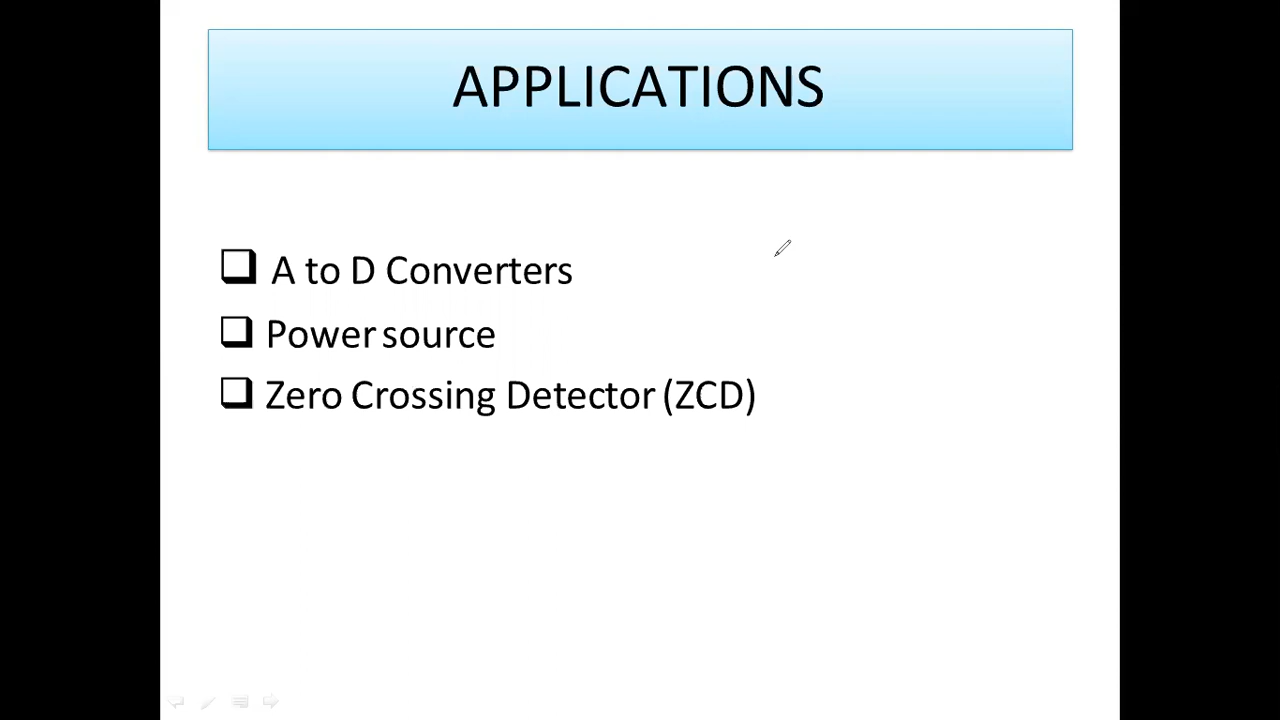 APPLICATIONS
A to D Converters
Power source
Zero Crossing Detector (ZCD)